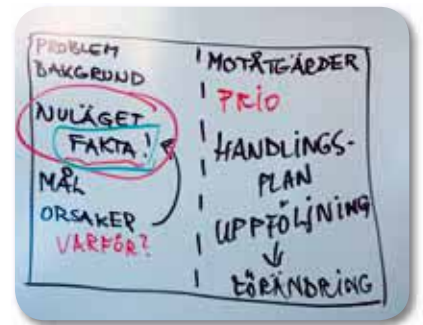 PROBLEM
BAKGRUND
NULÄGET
FAKTA!
MÅL
ORSAKER
VARFÖR?
MOTÅTGÄRDER
PRIO
HANDLINGS-
PLAN
UPPFÖLJNING
FÖRÄNDRING